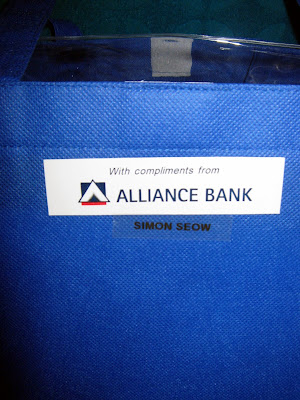 With compliments from
ALLIANCE BANK
SIMON SEOW